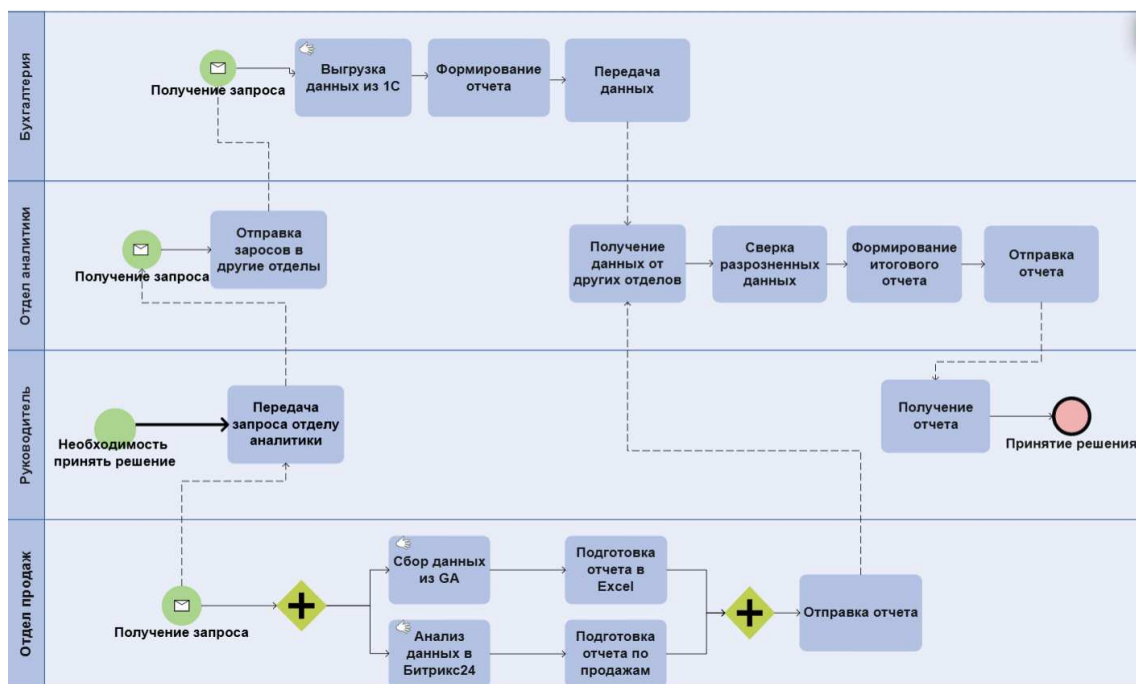 Бухгалтерия
Получение запроса
Выгрузка
данных из 1С
Формирование
отчета
Передача
данных
Отдел аналитики
Получение запроса
Отправка
заросов в
другие отделы
Получение
данных от
других отделов
Сверка
разрозненных
данных
Формирование
итогового
отчета
Отправка
отчета
Руководитель
Необходимость
принять решение
Передача
запроса отделу
аналитики
Получение
отчета
Принятие решения
Отдел продаж
Получение запроса
Сбор данных
из GA
Подготовка
отчета в
Excel
Анализ
данных в
Битрикс24
Подготовка
отчета по
продажам
Отправка отчета